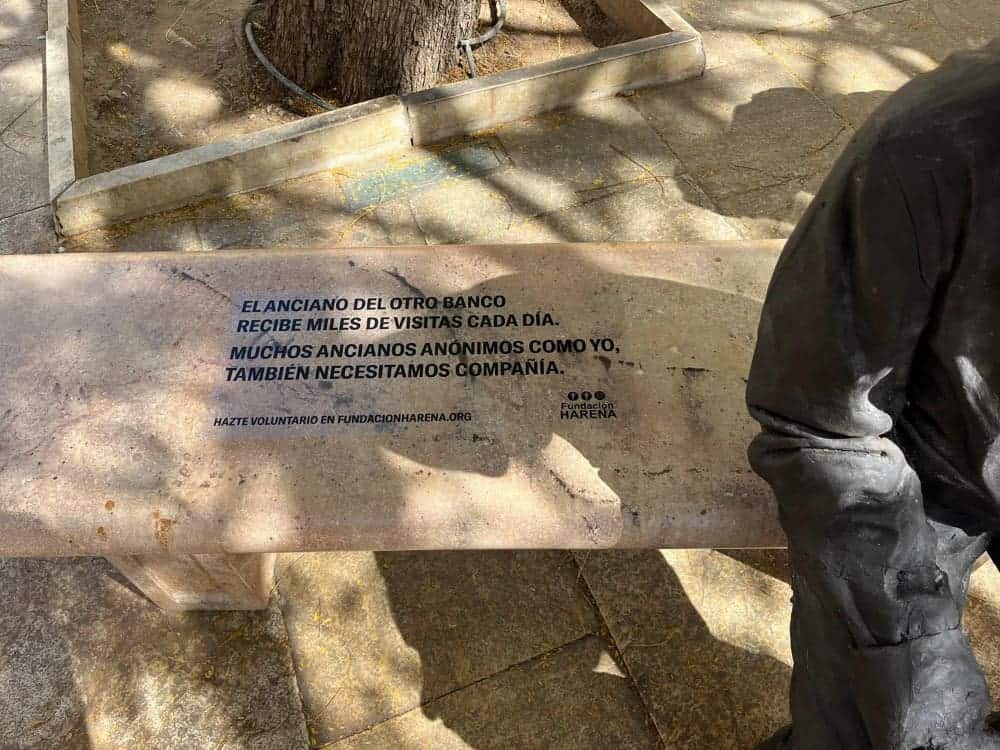 EL ANCIANO DEL OTRO BANCO
RECIBE MILES DE VISITAS CADA DÍA.
MUCHOS ANCIANOS ANÓNIMOS COMO YO,
TAMBIÉN NECESITAMOS COMPAÑÍA.
HAZTE VOLUNTARIO EN FUNDACIONHARENA.ORG
Fundación
HARENA